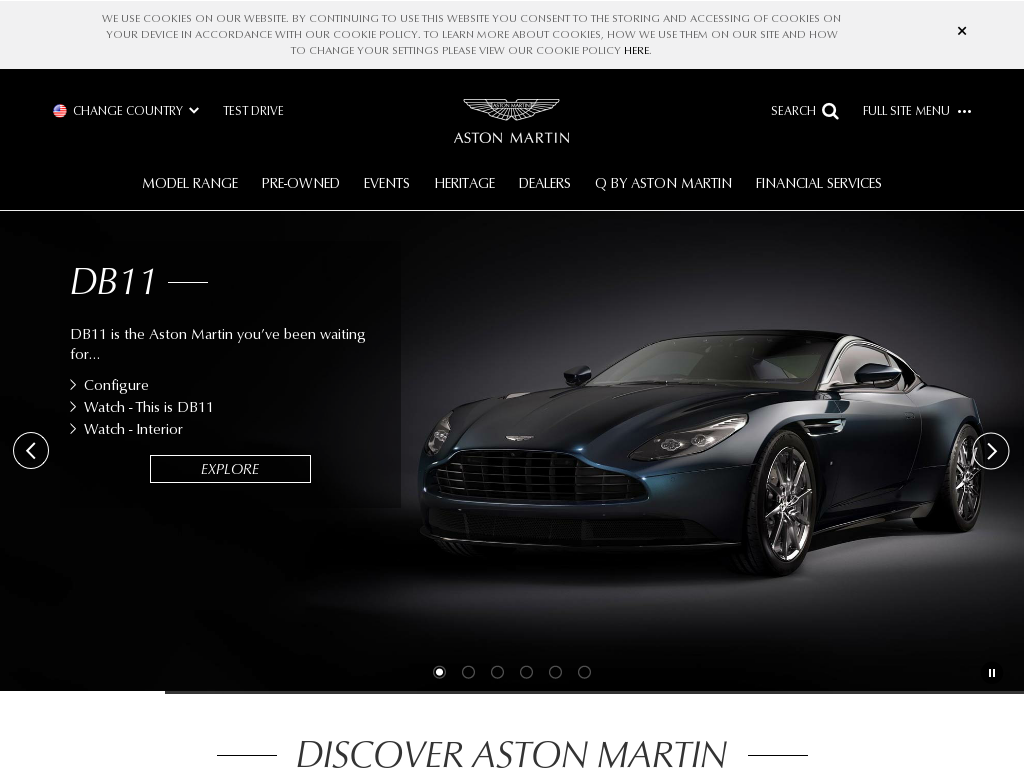 WE USE COOKIES ON OUR WEBSITE. BY CONTINUING TO USE THIS WEBSITE YOU CONSENT TO THE STORING AND ACCESSING OF COOKIES ON
YOUR DEVICE IN ACCORDANCE WITH OUR COOKIE POLICY. TO LEARN MORE ABOUT COOKIES, HOW WE USE THEM ON OUR SITE AND HOW
TO CHANGE YOUR SETTINGS PLEASE VIEW OUR COOKIE POLICY HERE.
CHANGE COUNTRY
TEST DRIVE
ASTON MARTIN
ASTON MARTIN
SEARCH
FULL SITE MENU
MODEL RANGE PRE-OWNED EVENTS HERITAGE DEALERS Q BY ASTON MARTIN FINANCIAL SERVICES
DB11
DB11 is the Aston Martin you've been waiting
for...
Configure
Watch - This is DB11
Watch - Interior
EXPLORE
DISCOVER ASTON MARTIN